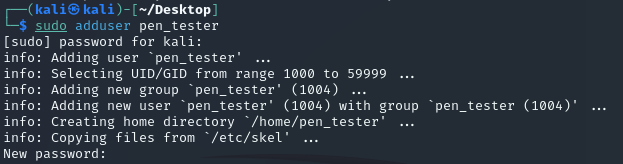 ┌──(kali㉿kali)-[~/Desktop]
└─$ sudo adduser pen_tester
[sudo] password for kali:
info: Adding user `pen_tester' ...
info: Selecting UID/GID from range 1000 to 59999 ...
info: Adding new group `pen_tester' (1004) ...
info: Adding new user `pen_tester' (1004) with group `pen_tester (1004)' ...
info: Creating home directory `/home/pen_tester' ...
info: Copying files from `/etc/skel' ...
New password: